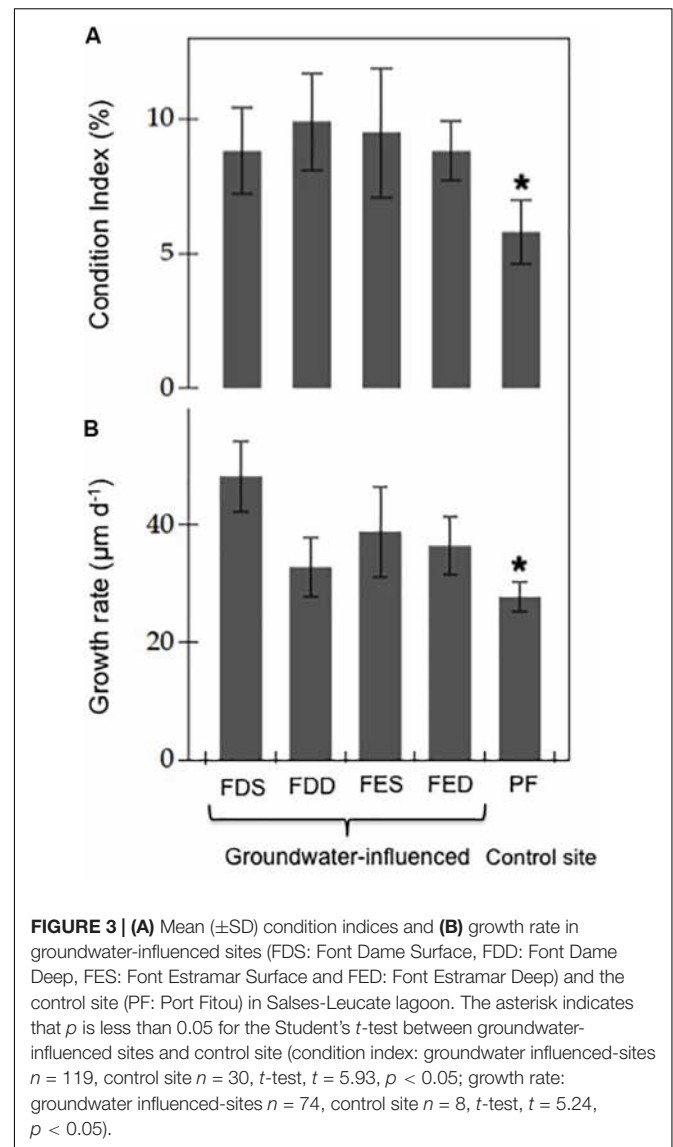 A
Condition Index (%)
10
5
0
*
B
Growth rate (µm d⁻¹)
40
20
0
*
FDS FDD FES FED PF
Groundwater-influenced Control site
FIGURE 3 | (A) Mean (±SD) condition indices and (B) growth rate in
groundwater-influenced sites (FDS: Font Dame Surface, FDD: Font Dame
Deep, FES: Font Estramar Surface and FED: Font Estramar Deep) and the
control site (PF: Port Fitou) in Salses-Leucate lagoon. The asterisk indicates
that p is less than 0.05 for the Student's t-test between groundwater-
influenced sites and control site (condition index: groundwater influenced-sites
n = 119, control site n = 30, t-test, t = 5.93, p < 0.05; growth rate:
groundwater influenced-sites n = 74, control site n = 8, t-test, t = 5.24,
p < 0.05).